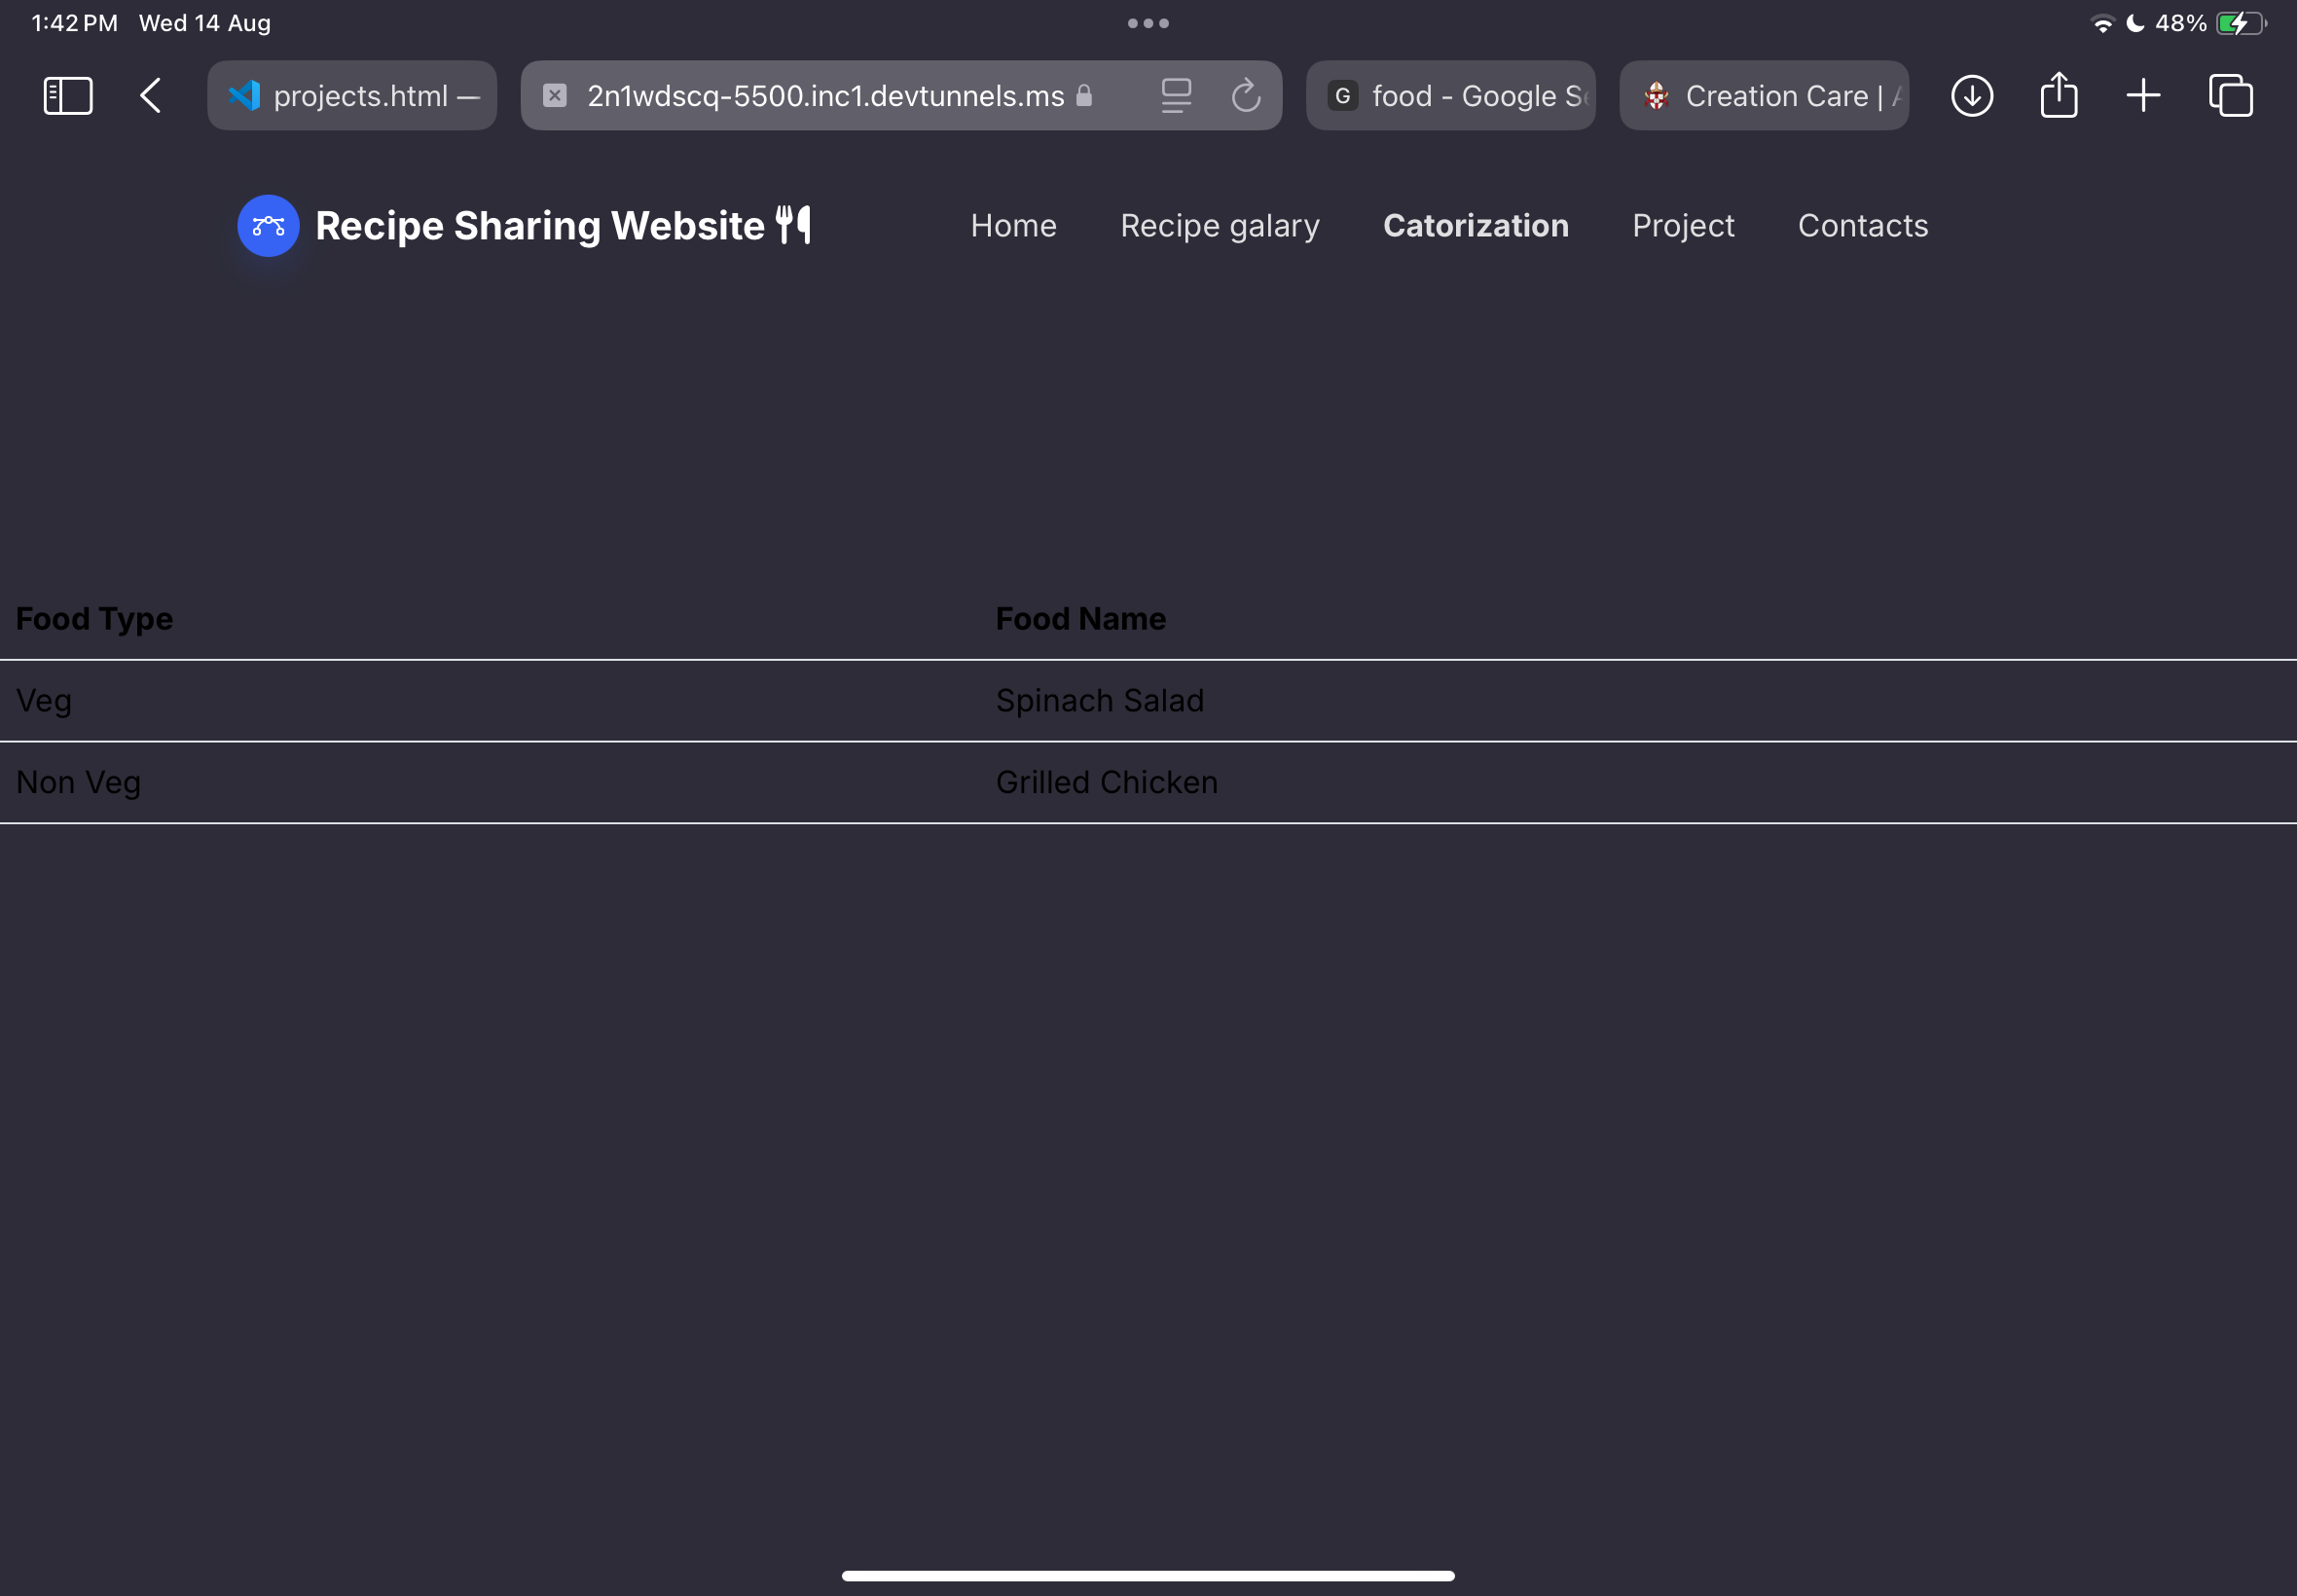 1:42 PM Wed 14 Aug
48%
projects.html —
2n1wdscq-5500.inc1.devtunnels.ms
G food - Google Se
Creation Care |
Recipe Sharing Website
Home Recipe galary Catorization Project Contacts
Food Type Food Name
Veg Spinach Salad
Non Veg Grilled Chicken